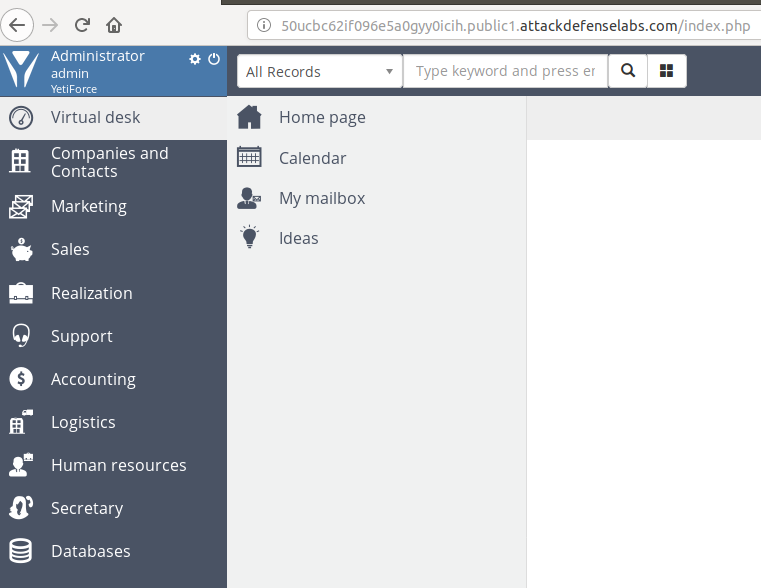 50ucbc62if096e5a0gyy0icih.public1.attackdefenselabs.com/index.php
Administrator
admin
YetiForce
All Records
Type keyword and press er
Virtual desk
Companies and
Contacts
Marketing
Sales
Realization
Support
Accounting
Logistics
Human resources
Secretary
Databases
Home page
Calendar
My mailbox
Ideas